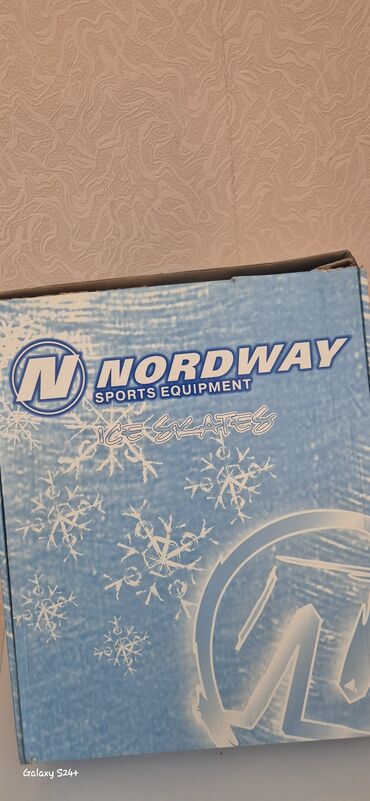 N NORDWAY
SPORTS EQUIPMENT
ICE SKATES
Galaxy S24+